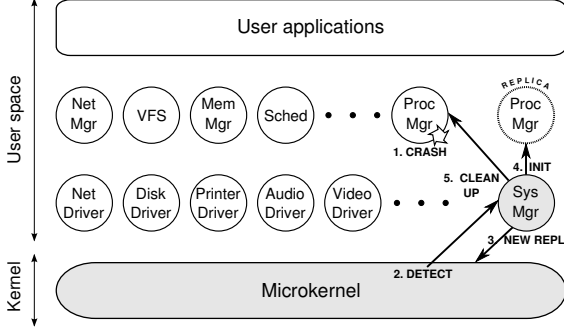 User applications
User space
Net
Mgr
VFS
Mem
Mgr
Sched
Proc
Mgr
REPLICA
Proc
Mgr
1. CRASH
4. INIT
5. CLEAN
UP
Net
Driver
Disk
Driver
Printer
Driver
Audio
Driver
Video
Driver
Sys
Mgr
3. NEW REPL
2. DETECT
Kernel
Microkernel